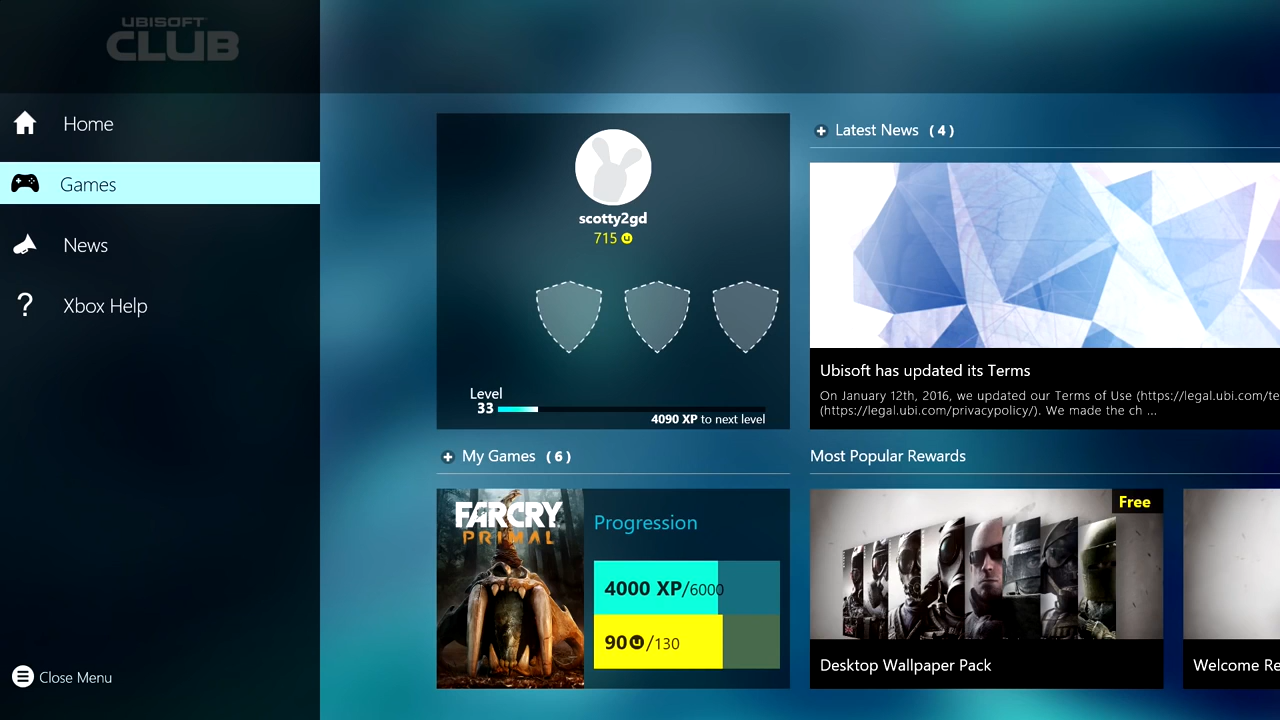 UBISOFT
CLUB
Home
Games
News
Xbox Help
Close Menu
scotty2gd
715
Level
33
4090 XP to next level
My Games (6)
FARCRY
PRIMAL
Progression
4000 XP/6000
90/130
Latest News (4)
Ubisoft has updated its Terms
On January 12th, 2016, we updated our Terms of Use (https://legal.ubi.com/te
(https://legal.ubi.com/privacypolicy/). We made the ch ...
Most Popular Rewards
Free
Desktop Wallpaper Pack
Welcome Re